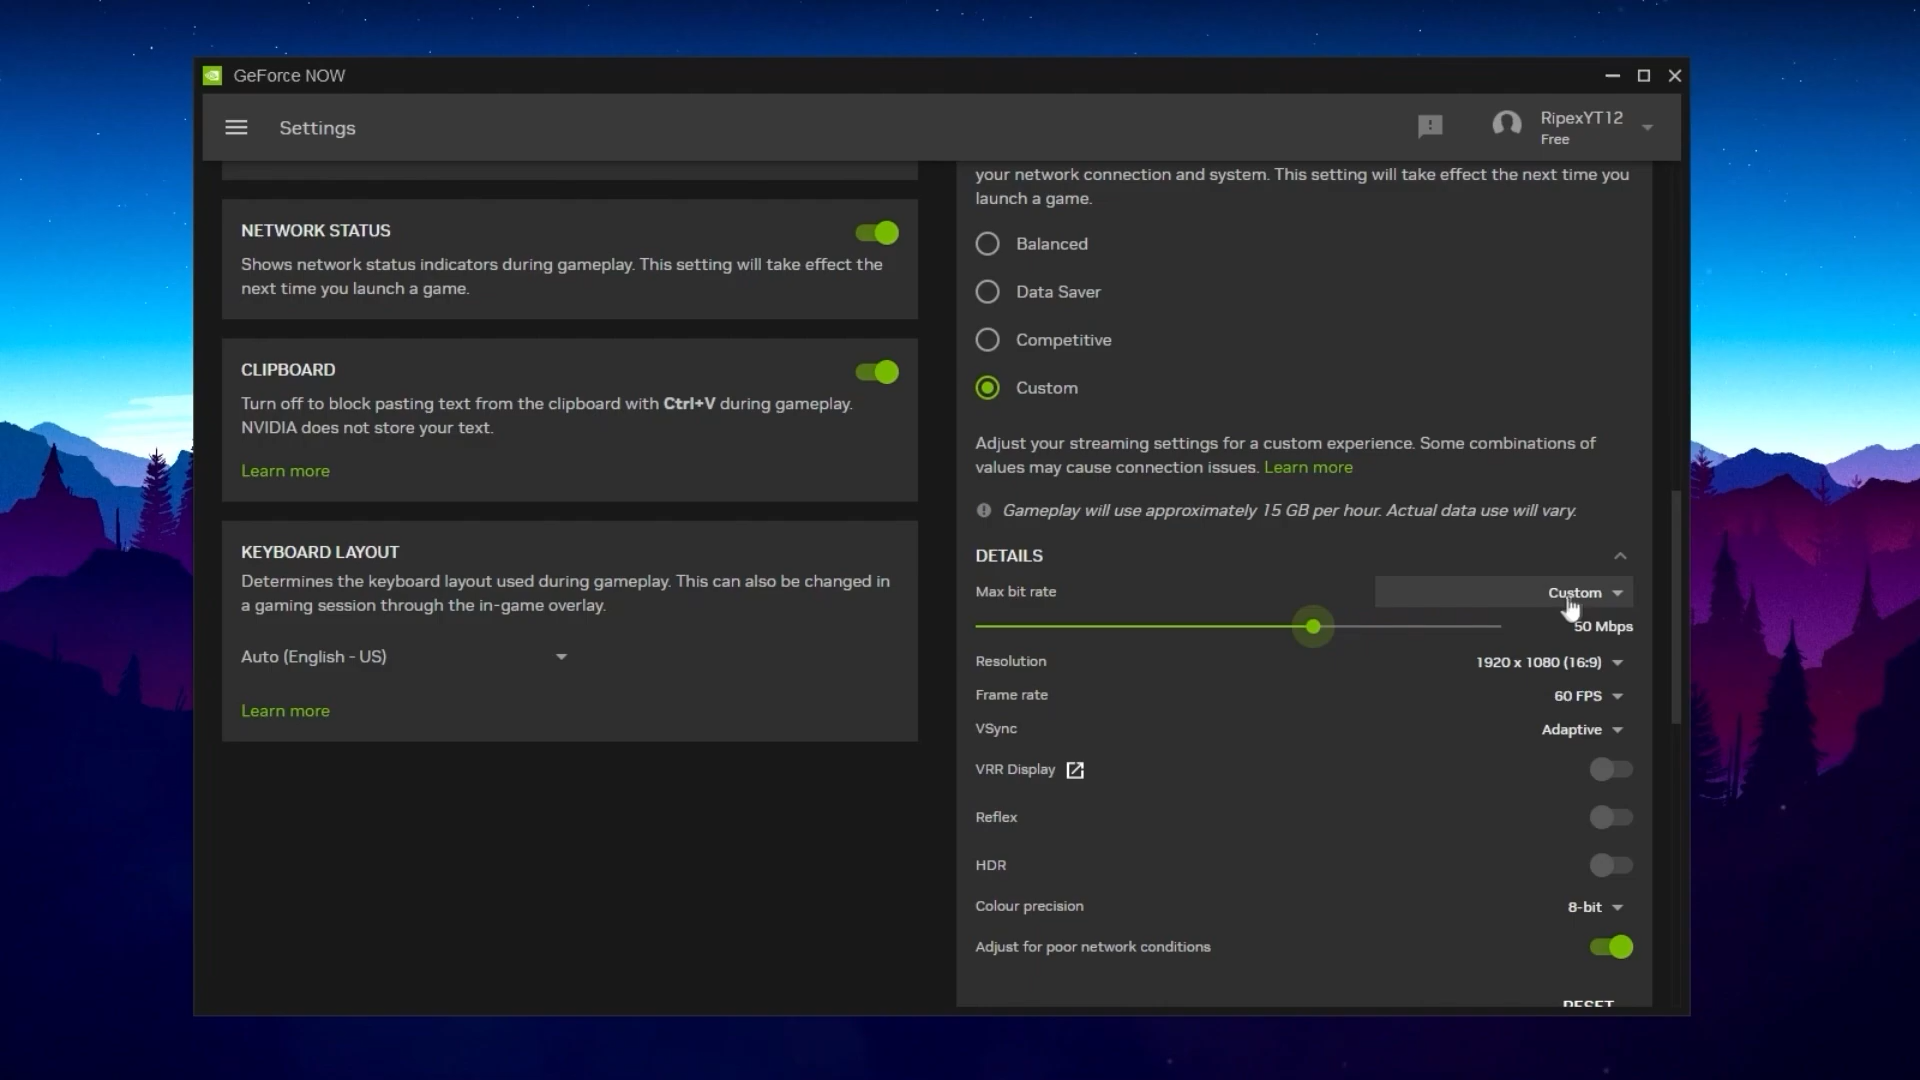 GeForce NOW
Settings
RipexYT12
Free
NETWORK STATUS
Shows network status indicators during gameplay. This setting will take effect the
next time you launch a game.
CLIPBOARD
Turn off to block pasting text from the clipboard with Ctrl+V during gameplay.
NVIDIA does not store your text.
Learn more
KEYBOARD LAYOUT
Determines the keyboard layout used during gameplay. This can also be changed in
a gaming session through the in-game overlay.
Auto (English - US)
Learn more
your network connection and system. This setting will take effect the next time you
launch a game.
Balanced
Data Saver
Competitive
Custom
Adjust your streaming settings for a custom experience. Some combinations of
values may cause connection issues. Learn more
Gameplay will use approximately 15 GB per hour. Actual data use will vary.
DETAILS
Max bit rate Custom
50 Mbps
Resolution 1920 x 1080 (16:9)
Frame rate 60 FPS
VSync Adaptive
VRR Display
Reflex
HDR
Colour precision 8-bit
Adjust for poor network conditions
RESET